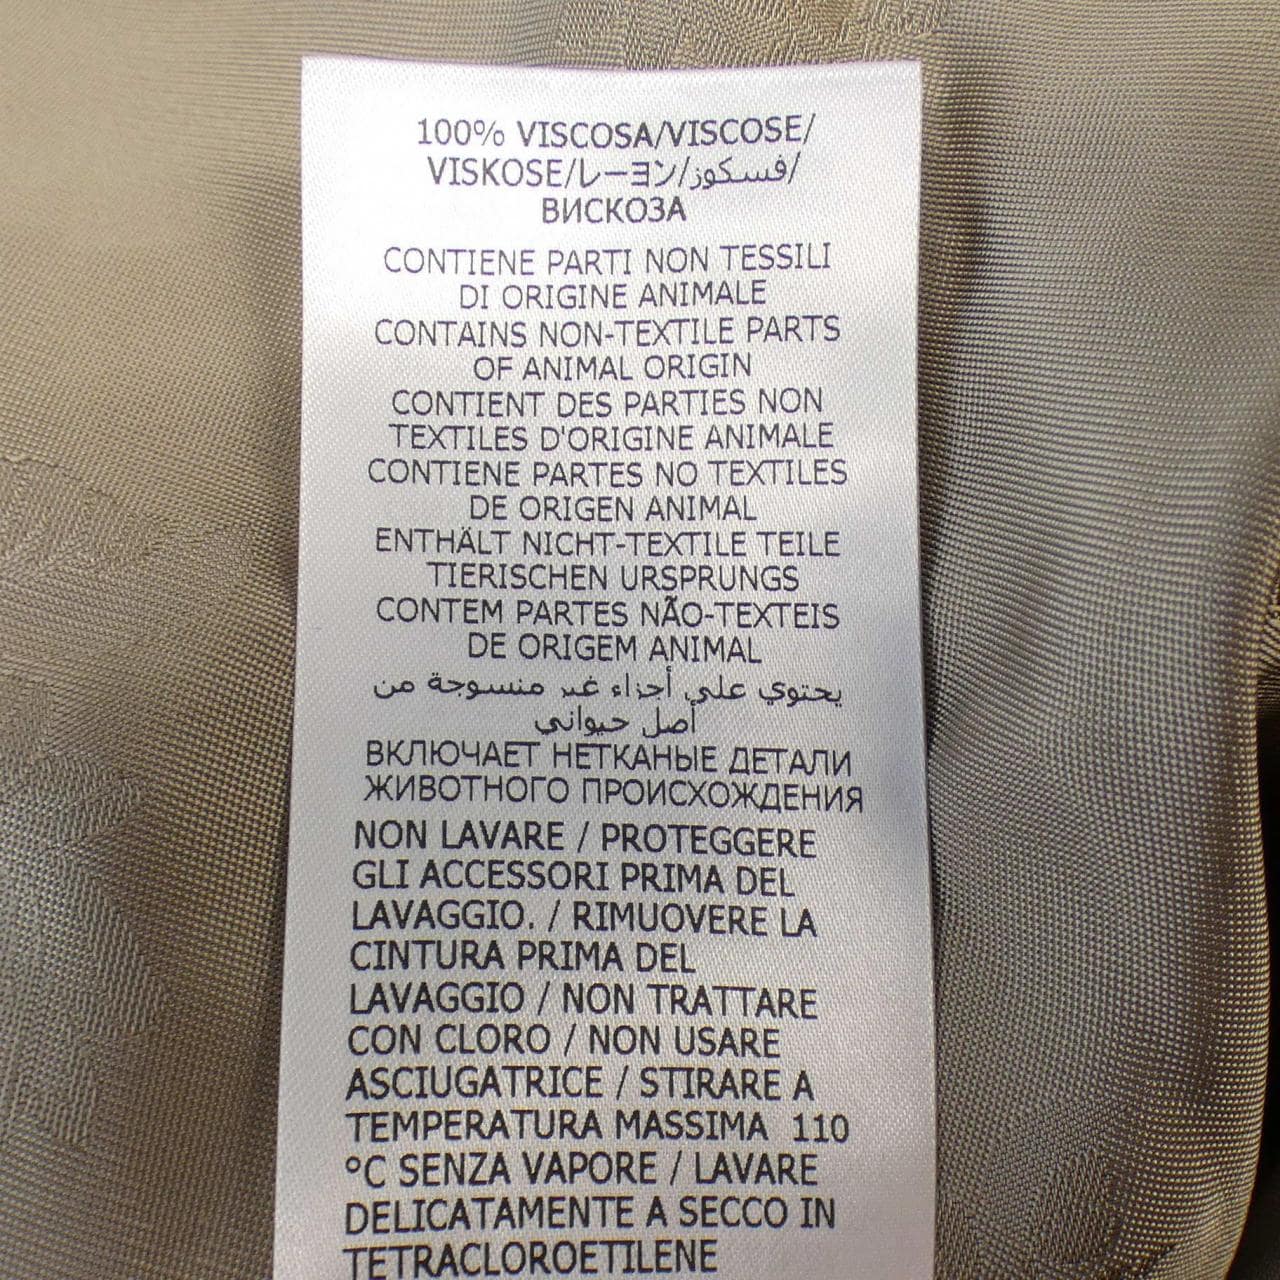 100% VISCOSA/VISCOSE/
VISKOSE/レーヨン/فسكوز/
ВИСКОЗА
CONTIENE PARTI NON TESSILI
DI ORIGINE ANIMALE
CONTAINS NON-TEXTILE PARTS
OF ANIMAL ORIGIN
CONTIENT DES PARTIES NON
TEXTILES D'ORIGINE ANIMALE
CONTIENE PARTES NO TEXTILES
DE ORIGEN ANIMAL
ENTHÄLT NICHT-TEXTILE TEILE
TIERISCHEN URSPRUNGS
CONTEM PARTES NÃO-TEXTEIS
DE ORIGEM ANIMAL
يحتوي على أجزاء غير منسوجة من
أصل حيواني
ВКЛЮЧАЕТ НЕТКАНЫЕ ДЕТАЛИ
ЖИВОТНОГО ПРОИСХОЖДЕНИЯ
NON LAVARE / PROTEGGERE
GLI ACCESSORI PRIMA DEL
LAVAGGIO. / RIMUOVERE LA
CINTURA PRIMA DEL
LAVAGGIO / NON TRATTARE
CON CLORO / NON USARE
ASCIUGATRICE / STIRARE A
TEMPERATURA MASSIMA 110
°C SENZA VAPORE / LAVARE
DELICATAMENTE A SECCO IN
TETRACLOROETILENE